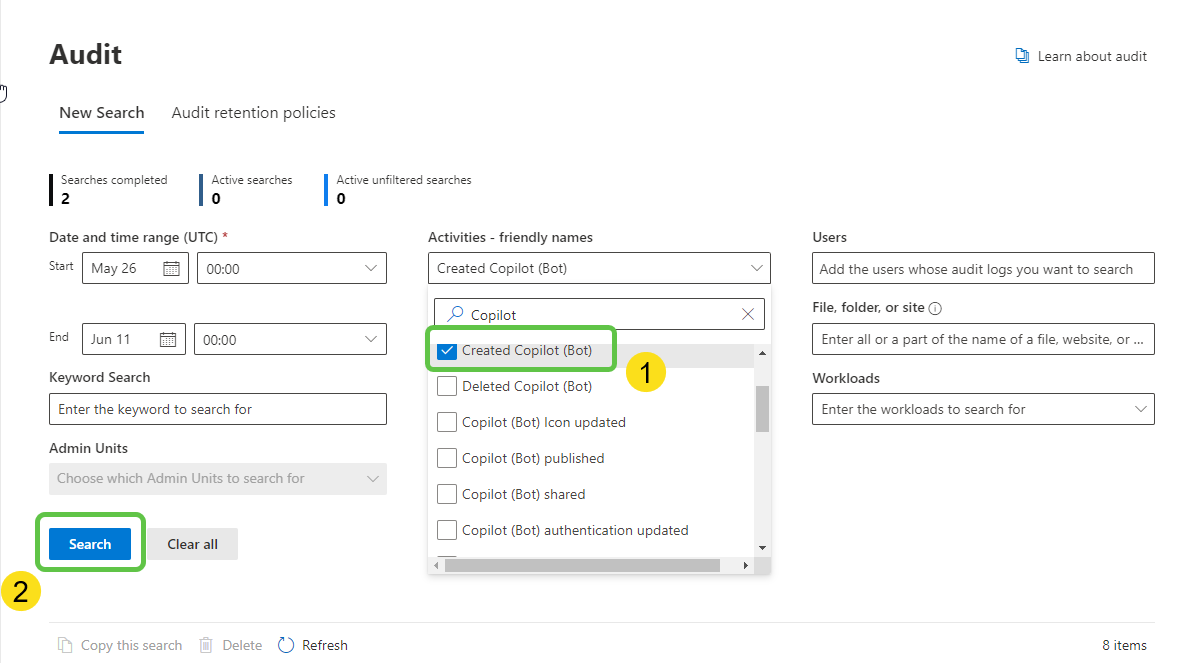 Audit
Learn about audit
New Search
Audit retention policies
Searches completed
2
Active searches
0
Active unfiltered searches
0
Date and time range (UTC) *
Start
May 26
00:00
End
Jun 11
00:00
Keyword Search
Enter the keyword to search for
Admin Units
Choose which Admin Units to search for
Search
Clear all
2
Activities - friendly names
Created Copilot (Bot)
Copilot
Created Copilot (Bot)
1
Deleted Copilot (Bot)
Copilot (Bot) Icon updated
Copilot (Bot) published
Copilot (Bot) shared
Copilot (Bot) authentication updated
Users
Add the users whose audit logs you want to search
File, folder, or site
Enter all or a part of the name of a file, website, or ...
Workloads
Enter the workloads to search for
Copy this search
Delete
Refresh
8 items